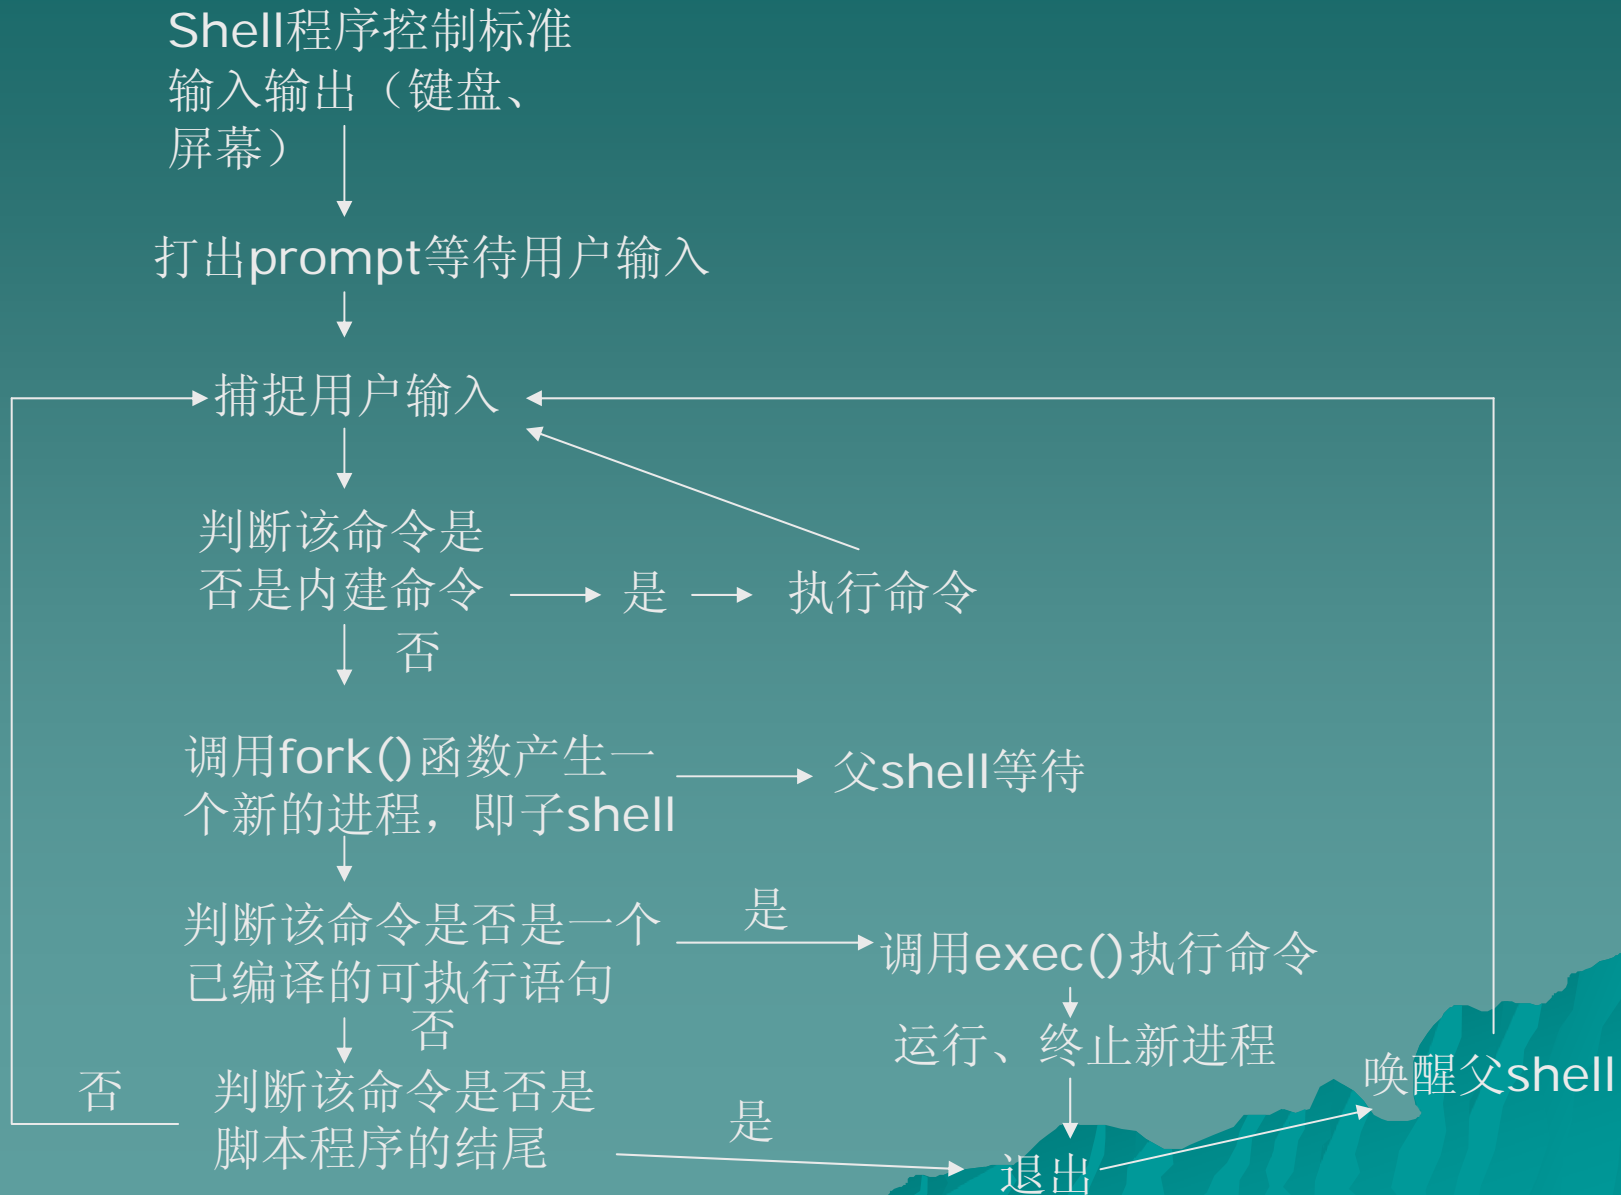 Shell程序控制标准
输入输出（键盘、
屏幕）
打出prompt等待用户输入
捕捉用户输入
判断该命令是
否是内建命令
是
执行命令
否
调用fork()函数产生一
个新的进程，即子shell
父shell等待
判断该命令是否是一个
已编译的可执行语句
是
调用exec()执行命令
否
运行、终止新进程
唤醒父shell
否
判断该命令是否是
脚本程序的结尾
是
退出